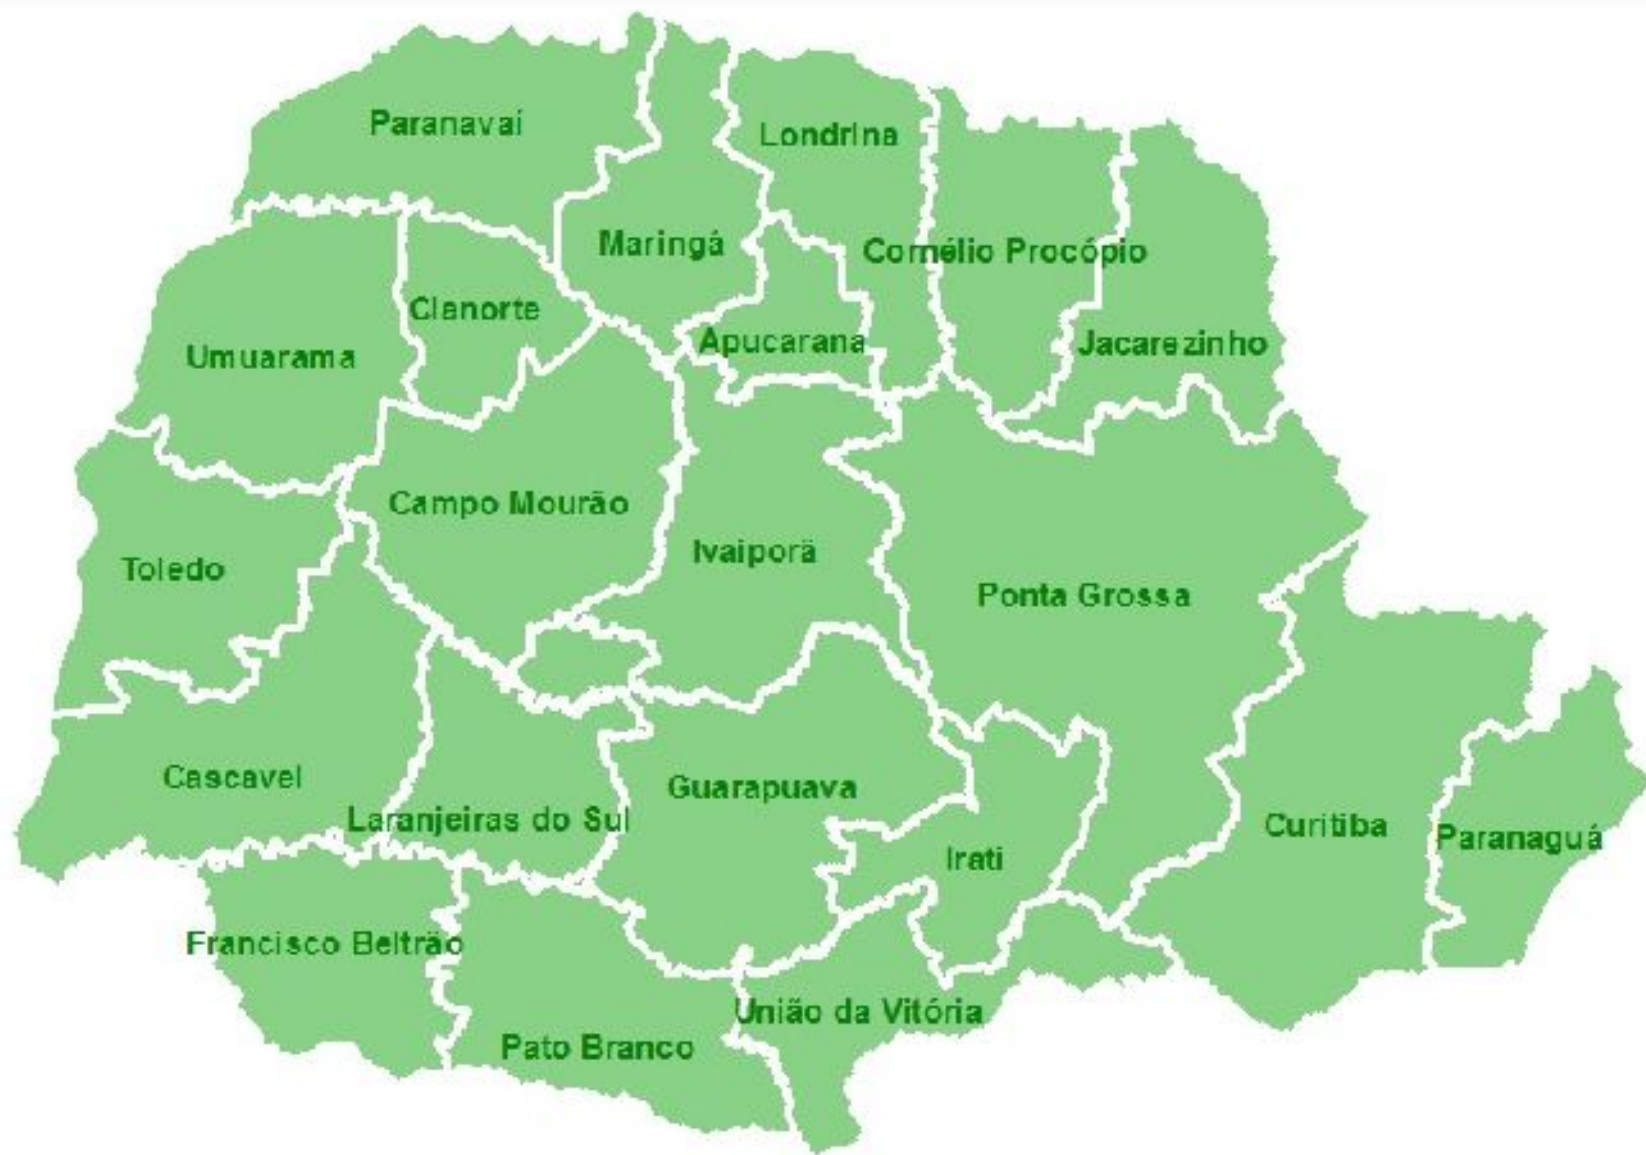 Paranavaí
Londrina
Maringá
Cornélio Procópio
Cianorte
Apucarana
Jacarezinho
Umuarama
Campo Mourão
Ivaiporã
Toledo
Ponta Grossa
Cascavel
Guarapuava
Laranjeiras do Sul
Curitiba
Paranaguá
Irati
Francisco Beltrão
União da Vitória
Pato Branco